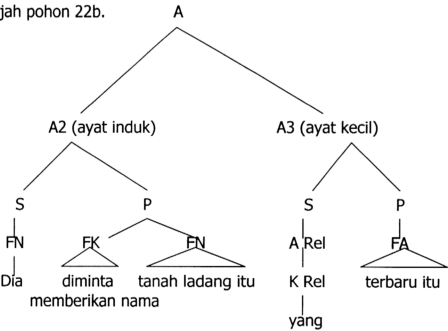 jah pohon 22b. A
A2 (ayat induk) A3 (ayat kecil)
S P S P
FN FK FN A Rel FA
Dia diminta tanah ladang itu K Rel terbaru itu
memberikan nama
yang